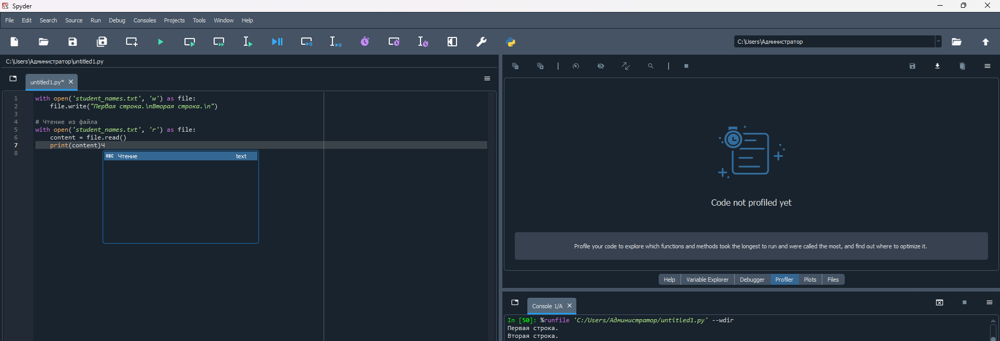 Spyder
File Edit Search Source Run Debug Consoles Projects Tools Window Help
C:\Users\Администратор
C:\Users\Администратор\untitled1.py
untitled1.py*
1 with open('student_names.txt', 'w') as file:
2 file.write("Первая строка.\nВторая строка.\n")
3
4 # Чтение из файла
5 with open('student_names.txt', 'r') as file:
6 content = file.read()
7 print(content)Ч
8
ABC Чтение text
Code not profiled yet
Profile your code to explore which functions and methods took the longest to run and were called the most, and find out where to optimize it.
Help Variable Explorer Debugger Profiler Plots Files
Console 1/A
In [50]: %runfile 'C:/Users/Администратор/untitled1.py' --wdir
Первая строка.
Вторая строка.